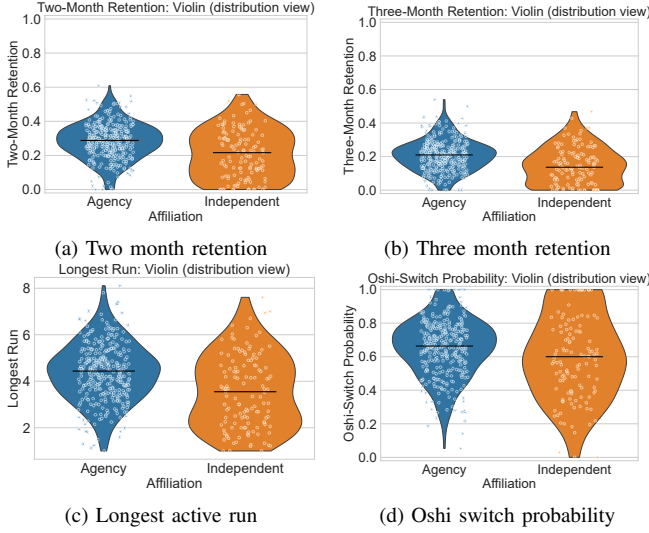 Two-Month Retention: Violin (distribution view)
1.0
0.8
0.6
0.4
0.2
0.0
Two-Month Retention
Agency
Independent
Affiliation
(a) Two month retention
Three-Month Retention: Violin (distribution view)
1.0
0.8
0.6
0.4
0.2
0.0
Three-Month Retention
Agency
Independent
Affiliation
(b) Three month retention
Longest Run: Violin (distribution view)
8
6
4
2
Longest Run
Agency
Independent
Affiliation
(c) Longest active run
Oshi-Switch Probability: Violin (distribution view)
1.0
0.8
0.6
0.4
0.2
0.0
Oshi-Switch Probability
Agency
Independent
Affiliation
(d) Oshi switch probability